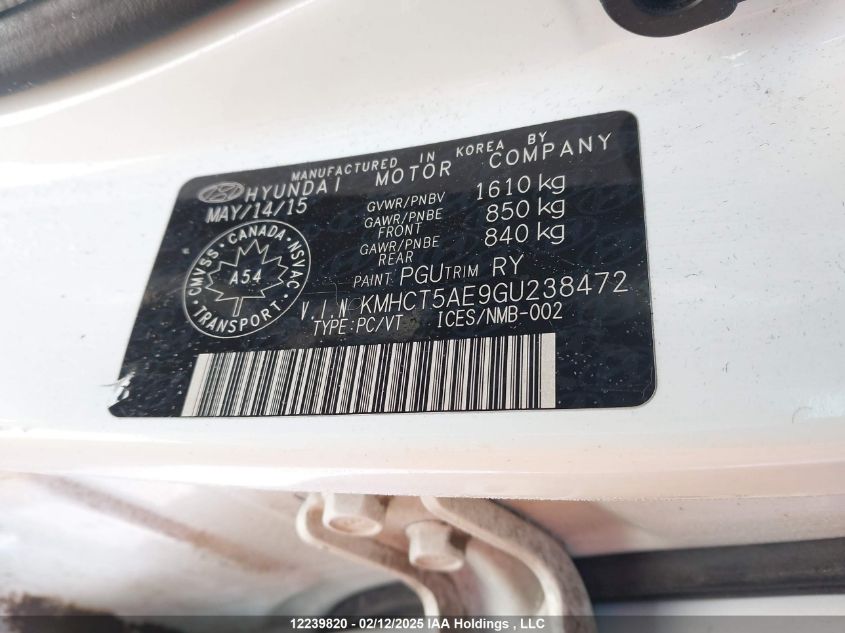 MANUFACTURED IN KOREA BY
HYUNDAI MOTOR COMPANY
MAY/14/15
GVWR/PNBV 1610 kg
GAWR/PNBE FRONT 850 kg
GAWR/PNBE REAR 840 kg
CANADA
CMVSS NSVAC
A54
TRANSPORT
PAINT PGU TRIM RY
V.I.N KMHCT5AE9GU238472
TYPE:PC/VT ICES/NMB-002
12239820 - 02/12/2025 IAA Holdings , LLC